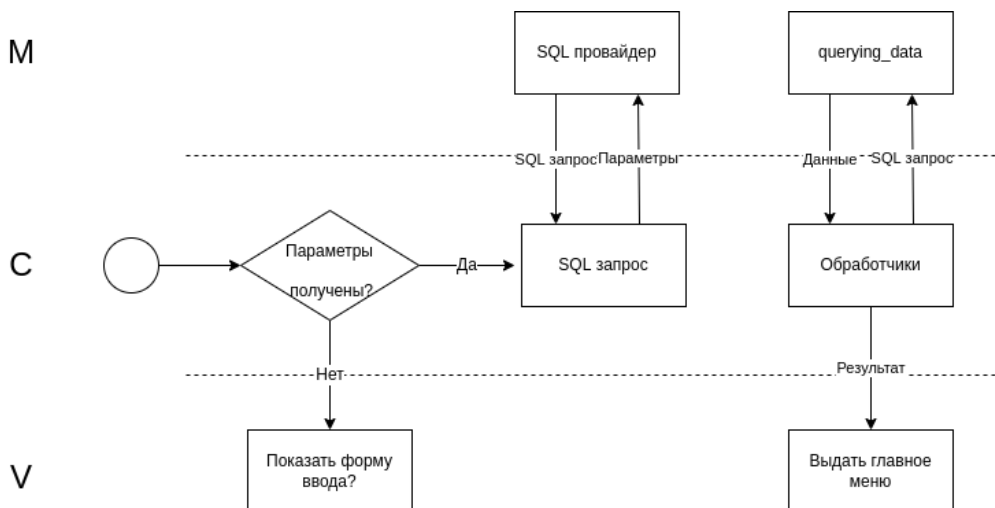 M
SQL провайдер
querying_data
SQL запрос
Параметры
Данные
SQL запрос
C
Параметры
получены?
Да
SQL запрос
Обработчики
Нет
Результат
V
Показать форму
ввода?
Выдать главное
меню